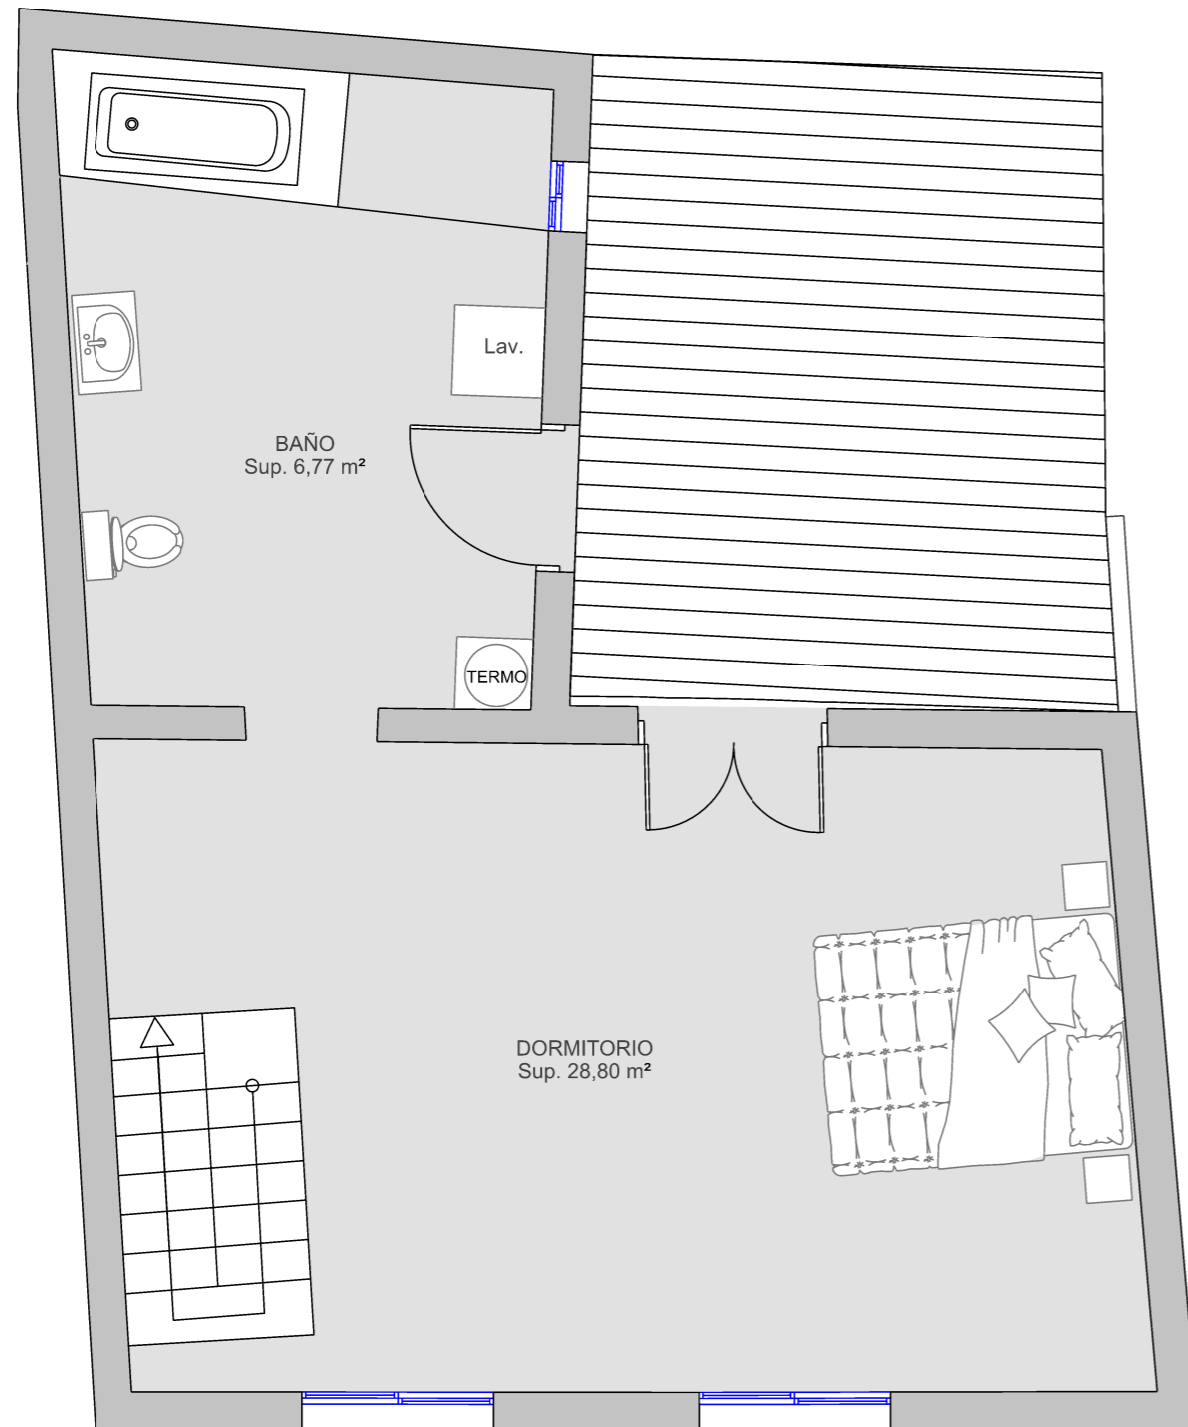 Lav.
BAÑO
Sup. 6,77 m²
TERMO
DORMITORIO
Sup. 28,80 m²